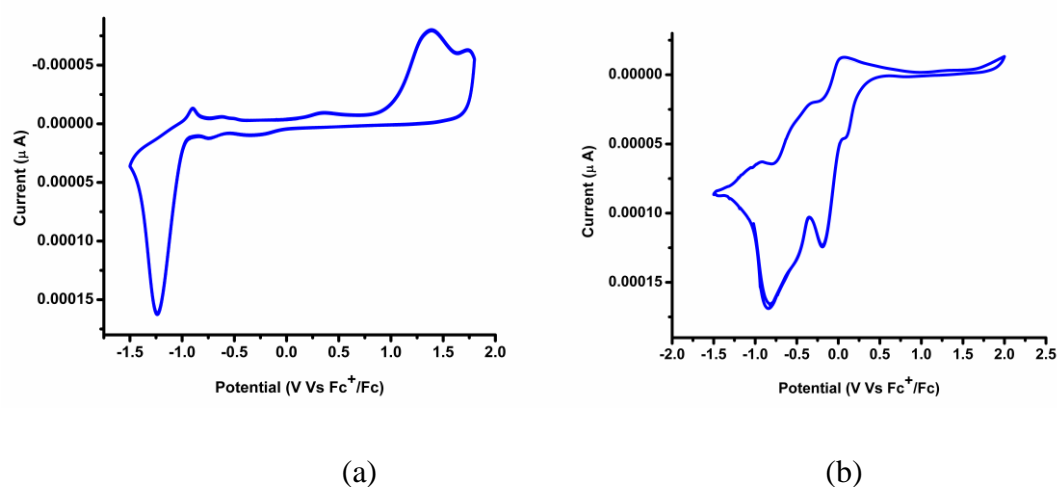 -0.00005
0.00000
0.00005
0.00010
0.00015
Current (μ A)
-1.5 -1.0 -0.5 0.0 0.5 1.0 1.5 2.0
Potential (V Vs Fc+/Fc)
(a)
0.00000
0.00005
0.00010
0.00015
Current (μ A)
-2.0 -1.5 -1.0 -0.5 0.0 0.5 1.0 1.5 2.0 2.5
Potential (V Vs Fc+/Fc)
(b)